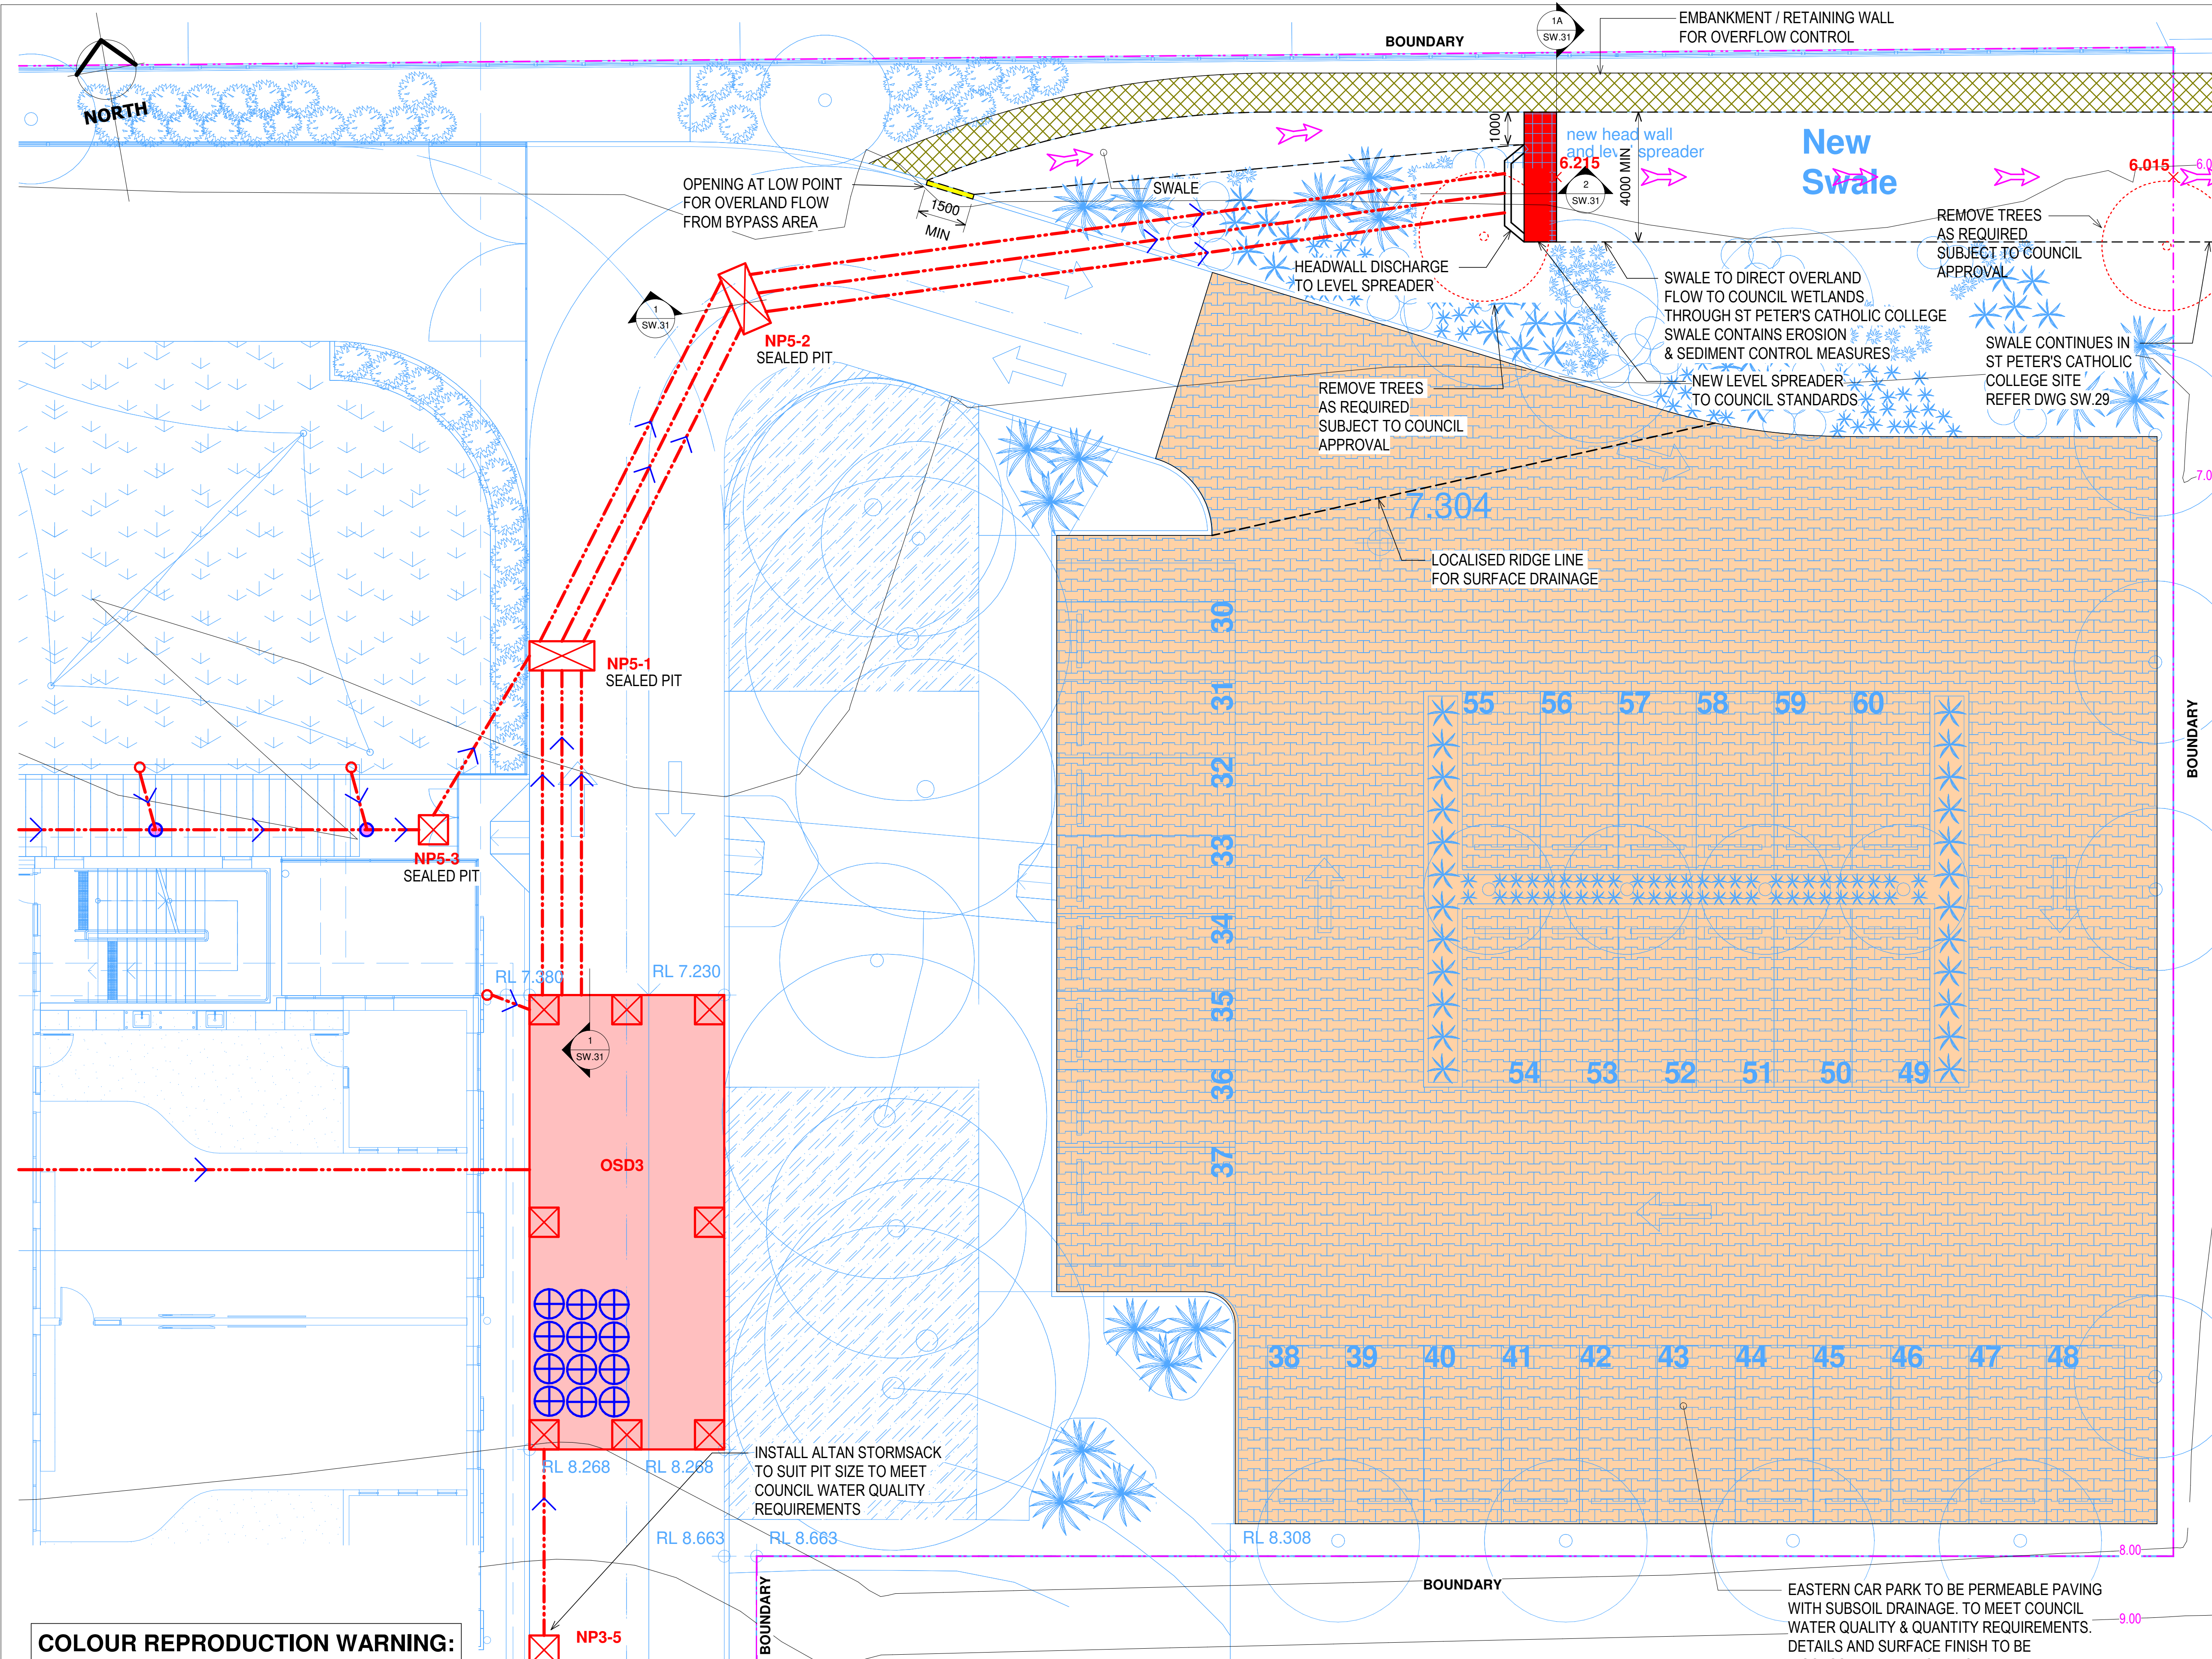 EMBANKMENT / RETAINING WALL
FOR OVERFLOW CONTROL
1A
SW.31
BOUNDARY
NORTH
1000
new head wall
and level spreader
4000 MIN
New
Swale
6.215
6.015
2
SW.31
OPENING AT LOW POINT
FOR OVERLAND FLOW
FROM BYPASS AREA
1500
MIN
SWALE
REMOVE TREES
AS REQUIRED
SUBJECT TO COUNCIL
APPROVAL
HEADWALL DISCHARGE
TO LEVEL SPREADER
SWALE TO DIRECT OVERLAND
FLOW TO COUNCIL WETLANDS
THROUGH ST PETER'S CATHOLIC COLLEGE
SWALE CONTAINS EROSION
& SEDIMENT CONTROL MEASURES
1
SW.31
NP5-2
SEALED PIT
SWALE CONTINUES IN
ST PETER'S CATHOLIC
COLLEGE SITE
REFER DWG SW.29
NEW LEVEL SPREADER
TO COUNCIL STANDARDS
REMOVE TREES
AS REQUIRED
SUBJECT TO COUNCIL
APPROVAL
7.304
LOCALISED RIDGE LINE
FOR SURFACE DRAINAGE
30
NP5-1
SEALED PIT
31
55 56 57 58 59 60
BOUNDARY
32
33
NP5-3
SEALED PIT
34
RL 7.380
RL 7.230
35
1
SW.31
36
54 53 52 51 50 49
37
OSD3
38 39 40 41 42 43 44 45 46 47 48
INSTALL ALTAN STORMSACK
TO SUIT PIT SIZE TO MEET
COUNCIL WATER QUALITY
REQUIREMENTS
RL 8.268
RL 8.268
RL 8.663
RL 8.663
RL 8.308
8.00
BOUNDARY
BOUNDARY
EASTERN CAR PARK TO BE PERMEABLE PAVING
WITH SUBSOIL DRAINAGE. TO MEET COUNCIL
WATER QUALITY & QUANTITY REQUIREMENTS.
DETAILS AND SURFACE FINISH TO BE
9.00
NP3-5
COLOUR REPRODUCTION WARNING: